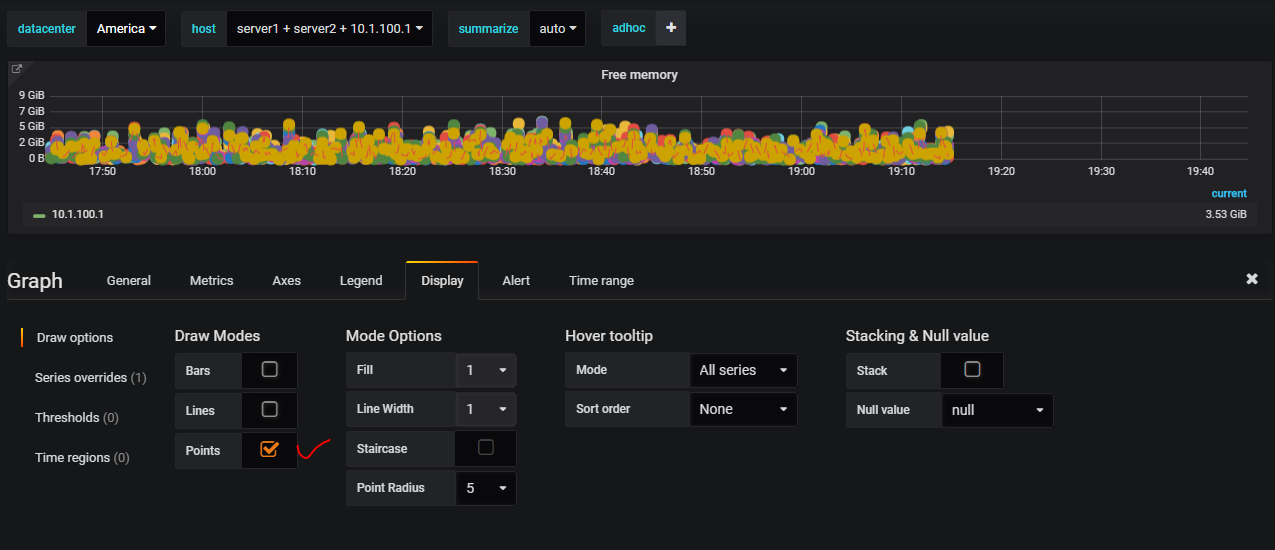 datacenter America host server1 + server2 + 10.1.100.1 summarize auto adhoc +
Free memory
9 GiB
7 GiB
5 GiB
2 GiB
0 B
17:50 18:00 18:10 18:20 18:30 18:40 18:50 19:00 19:10 19:20 19:30 19:40
current
10.1.100.1 3.53 GiB
Graph General Metrics Axes Legend Display Alert Time range
Draw options Draw Modes Mode Options Hover tooltip Stacking & Null value
Bars Fill 1 Mode All series Stack
Series overrides (1)
Lines Line Width 1 Sort order None Null value null
Thresholds (0)
Points Staircase
Time regions (0)
Point Radius 5